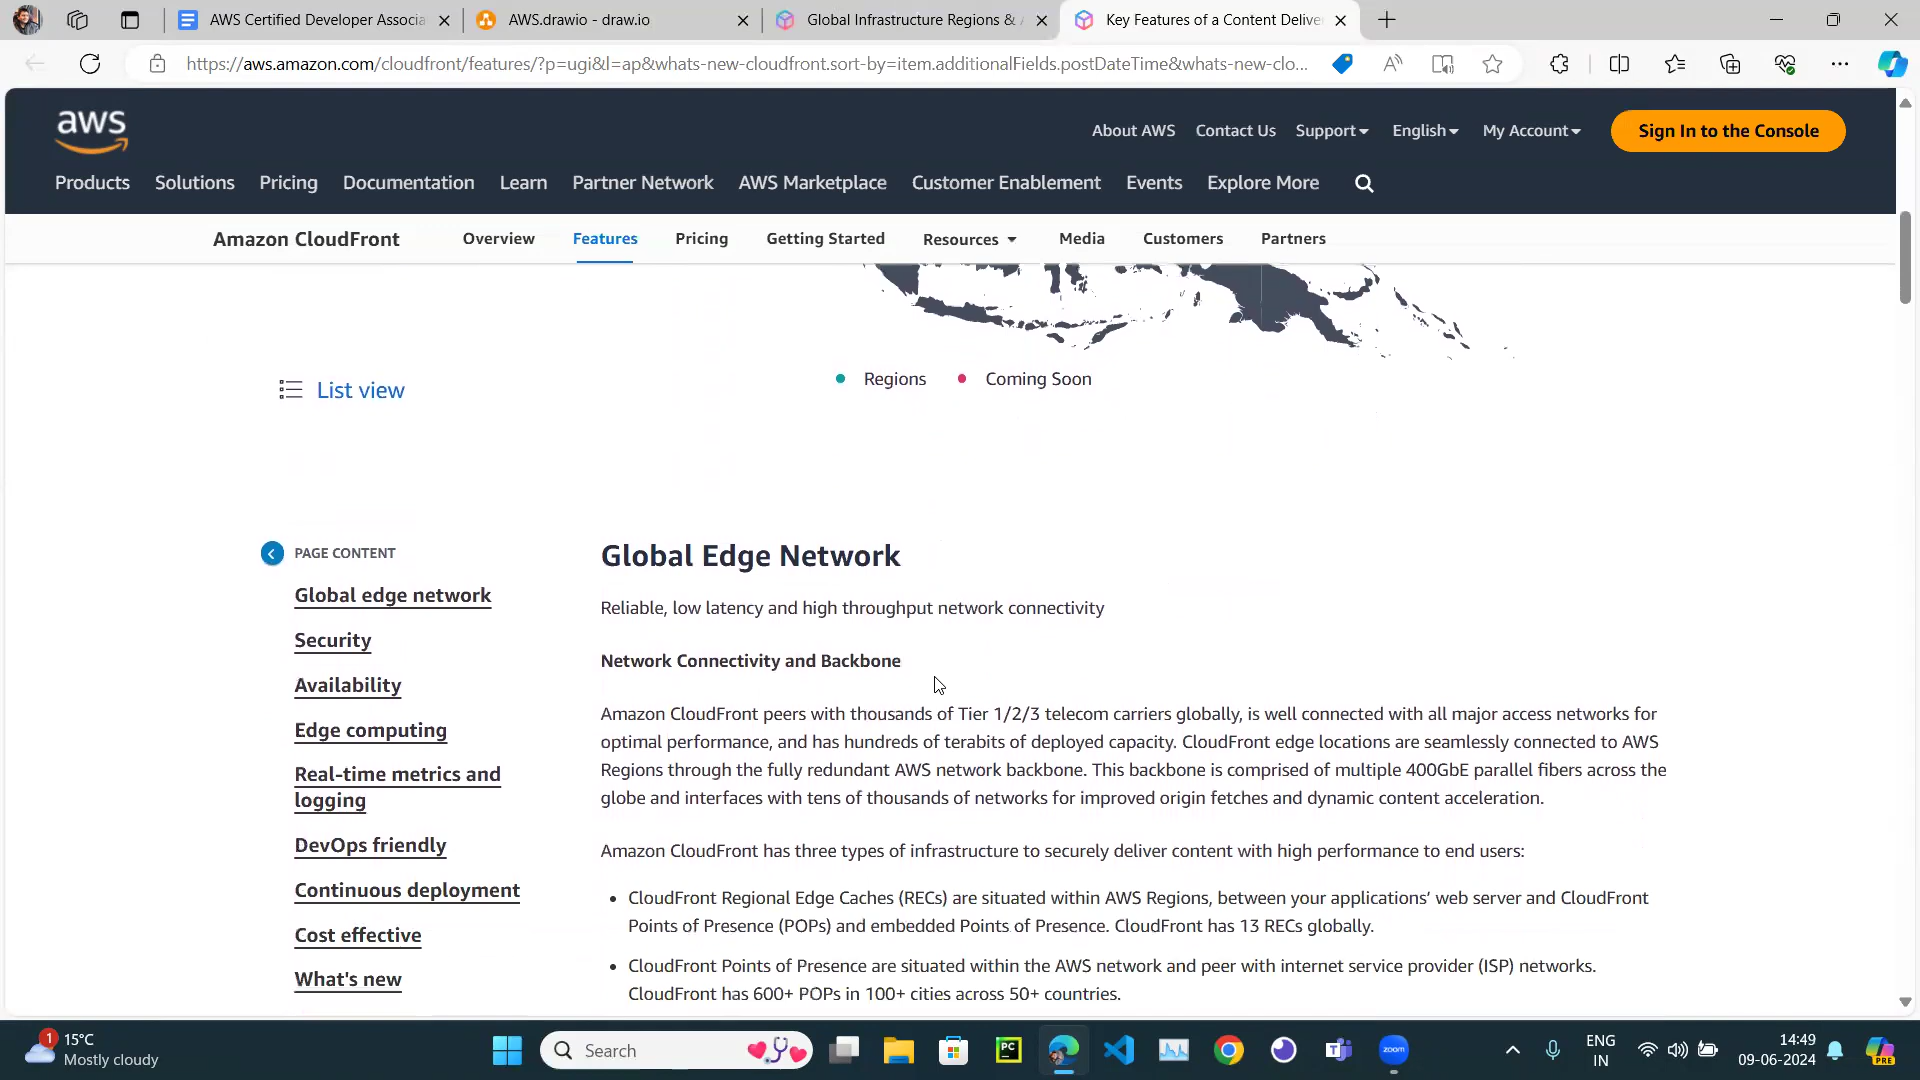 AWS Certified Developer Associa
AWS.drawio - draw.io
Global Infrastructure Regions & A
Key Features of a Content Deliver
https://aws.amazon.com/cloudfront/features/?p=ugi&l=ap&whats-new-cloudfront.sort-by=item.additionalFields.postDateTime&whats-new-clo...
aws
About AWS Contact Us Support English My Account Sign In to the Console
Products Solutions Pricing Documentation Learn Partner Network AWS Marketplace Customer Enablement Events Explore More
Amazon CloudFront Overview Features Pricing Getting Started Resources Media Customers Partners
Regions Coming Soon
List view
PAGE CONTENT
Global edge network
Security
Availability
Edge computing
Real-time metrics and
logging
DevOps friendly
Continuous deployment
Cost effective
What's new
Global Edge Network
Reliable, low latency and high throughput network connectivity
Network Connectivity and Backbone
Amazon CloudFront peers with thousands of Tier 1/2/3 telecom carriers globally, is well connected with all major access networks for
optimal performance, and has hundreds of terabits of deployed capacity. CloudFront edge locations are seamlessly connected to AWS
Regions through the fully redundant AWS network backbone. This backbone is comprised of multiple 400GbE parallel fibers across the
globe and interfaces with tens of thousands of networks for improved origin fetches and dynamic content acceleration.
Amazon CloudFront has three types of infrastructure to securely deliver content with high performance to end users:
• CloudFront Regional Edge Caches (RECs) are situated within AWS Regions, between your applications’ web server and CloudFront
Points of Presence (POPs) and embedded Points of Presence. CloudFront has 13 RECs globally.
• CloudFront Points of Presence are situated within the AWS network and peer with internet service provider (ISP) networks.
CloudFront has 600+ POPs in 100+ cities across 50+ countries.
1
15°C
Mostly cloudy
Search
PC
zoom
ENG
IN
14:49
09-06-2024
PRE